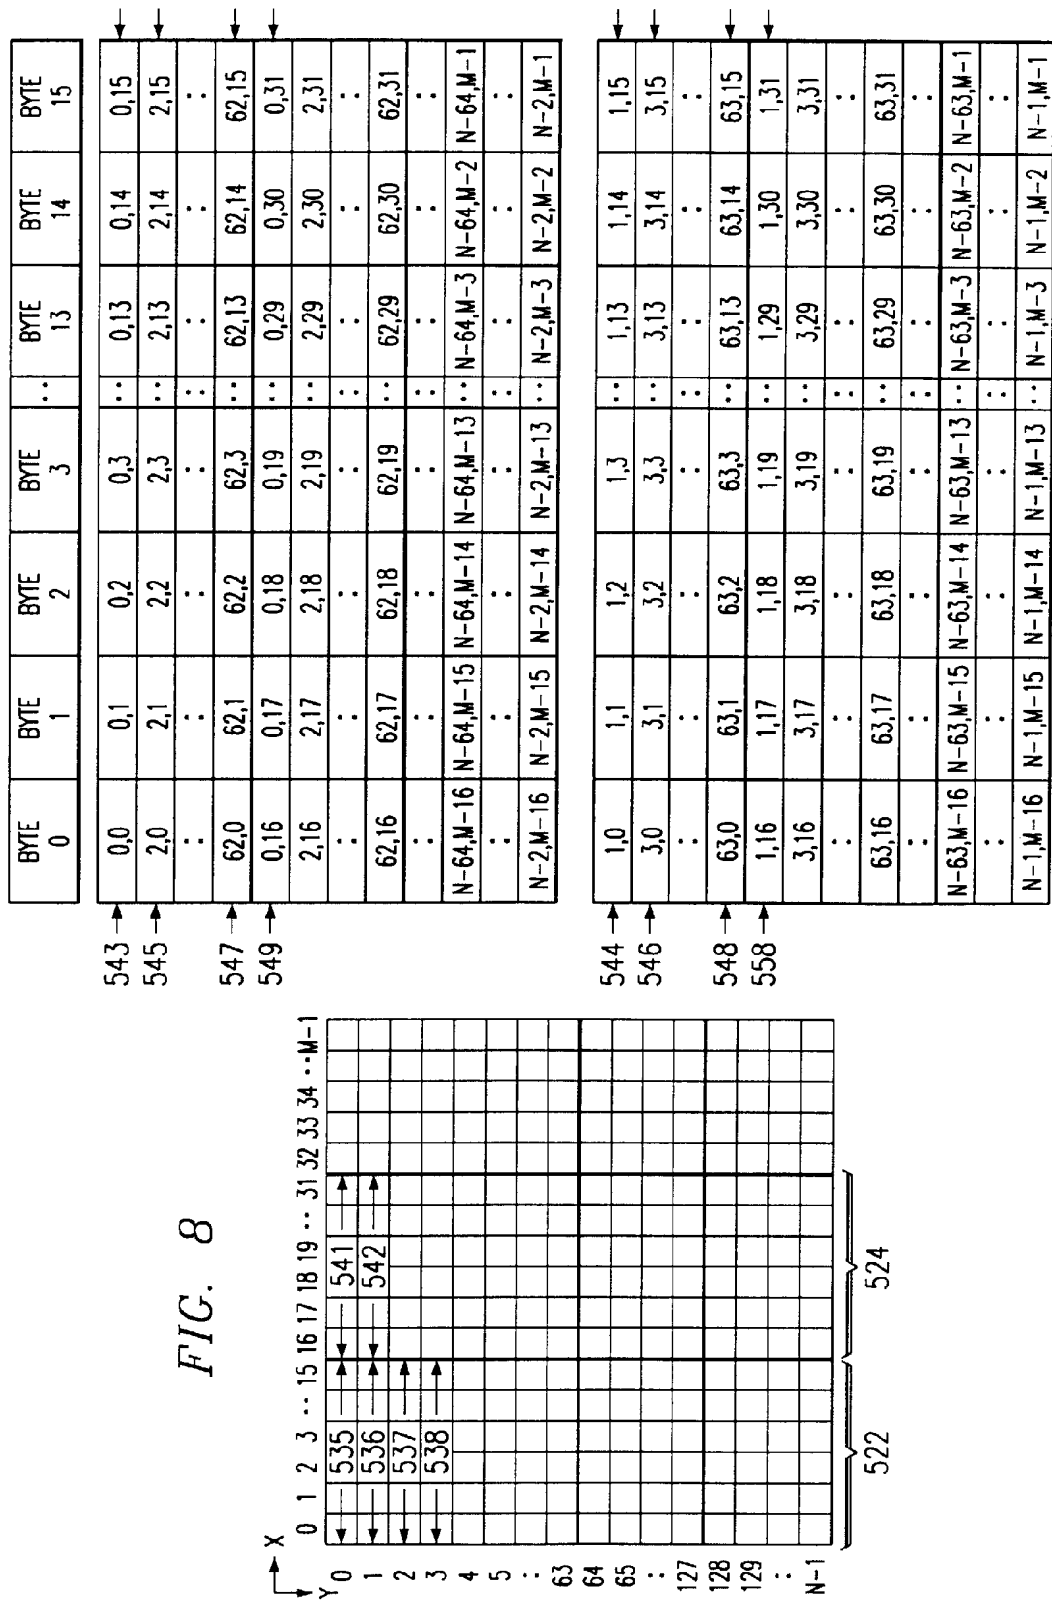 FIG. 8
X
Y
0 1 2 3 ·· 15 16 17 18 19 ·· 31 32 33 34 ·· M-1
0 535 541
1 536 542
2 537
3 538
4
5
:
63
64
65
:
127
128
129
:
N-1
522 524
BYTE 0 BYTE 1 BYTE 2 BYTE 3 ·· BYTE 13 BYTE 14 BYTE 15
543 0,0 0,1 0,2 0,3 ·· 0,13 0,14 0,15
545 2,0 2,1 2,2 2,3 ·· 2,13 2,14 2,15
: : : : : : : :
547 62,0 62,1 62,2 62,3 ·· 62,13 62,14 62,15
549 0,16 0,17 0,18 0,19 ·· 0,29 0,30 0,31
2,16 2,17 2,18 2,19 ·· 2,29 2,30 2,31
: : : : : : : :
62,16 62,17 62,18 62,19 ·· 62,29 62,30 62,31
: : : : : : : :
N-64,M-16 N-64,M-15 N-64,M-14 N-64,M-13 ·· N-64,M-3 N-64,M-2 N-64,M-1
: : : : : : : :
N-2,M-16 N-2,M-15 N-2,M-14 N-2,M-13 ·· N-2,M-3 N-2,M-2 N-2,M-1
544 1,0 1,1 1,2 1,3 ·· 1,13 1,14 1,15
546 3,0 3,1 3,2 3,3 ·· 3,13 3,14 3,15
: : : : : : : :
548 63,0 63,1 63,2 63,3 ·· 63,13 63,14 63,15
558 1,16 1,17 1,18 1,19 ·· 1,29 1,30 1,31
3,16 3,17 3,18 3,19 ·· 3,29 3,30 3,31
: : : : : : : :
63,16 63,17 63,18 63,19 ·· 63,29 63,30 63,31
: : : : : : : :
N-63,M-16 N-63,M-15 N-63,M-14 N-63,M-13 ·· N-63,M-3 N-63,M-2 N-63,M-1
: : : : : : : :
N-1,M-16 N-1,M-15 N-1,M-14 N-1,M-13 ·· N-1,M-3 N-1,M-2 N-1,M-1